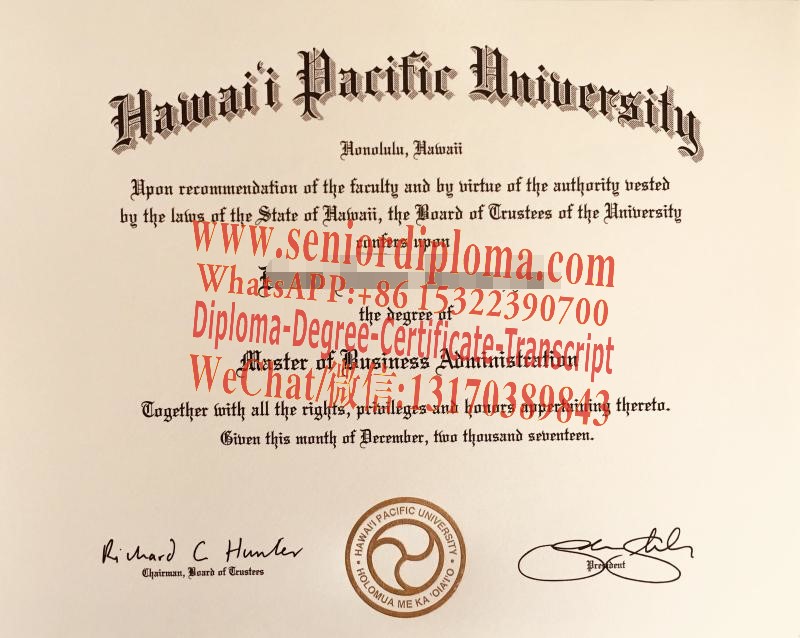 Hawai'i Pacific University
Honolulu, Hawaii
Upon recommendation of the faculty and by virtue of the authority vested
by the laws of the State of Hawaii, the Board of Trustees of the University
confers upon
www.seniordiploma.com
WhatsAPP:+86 15322390700
the degree of
Diploma-Degree-Certificate-Transcript
Master of Business Administration
WeChat/微信:13170389843
Together with all the rights, privileges and honors appertaining thereto.
Given this month of December, two thousand seventeen.
HAWAI'I PACIFIC UNIVERSITY
HOLOMUA ME KA 'OIA'I'O
Richard C Hunter
Chairman, Board of Trustees
President